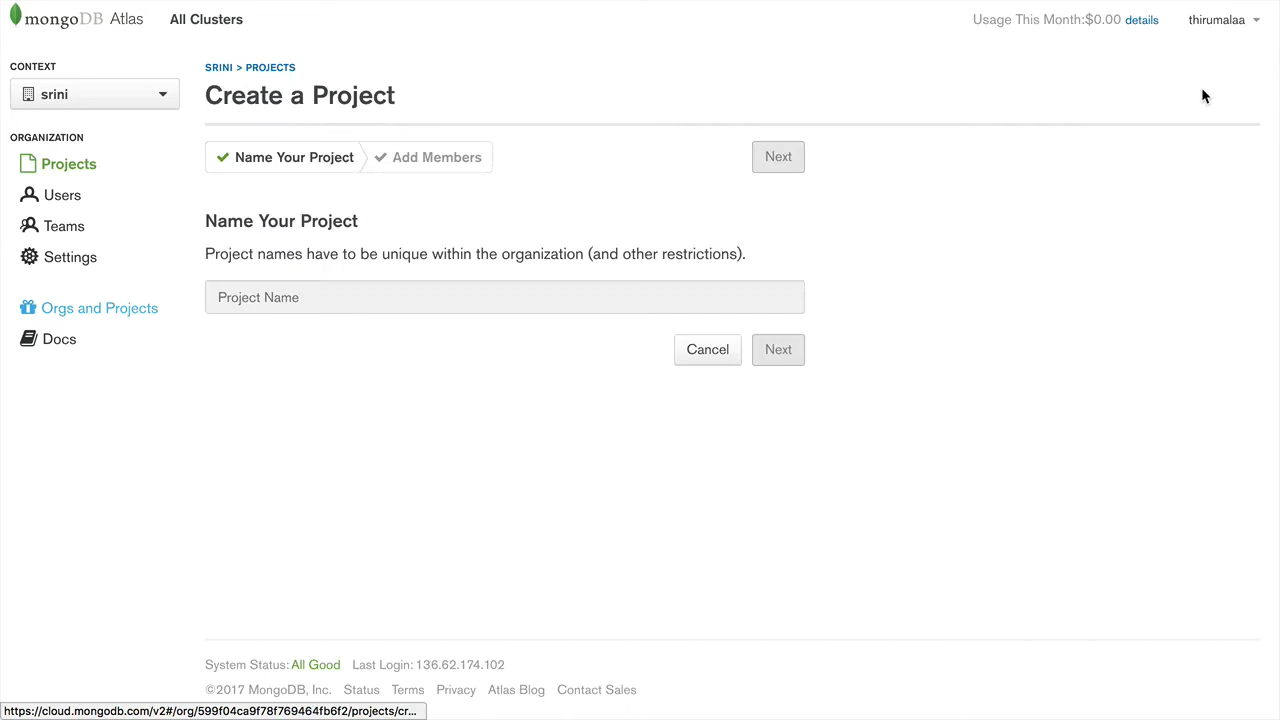 mongoDB Atlas All Clusters Usage This Month:$0.00 details thirumalaa
CONTEXT
srini
ORGANIZATION
Projects
Users
Teams
Settings
Orgs and Projects
Docs
SRINI > PROJECTS
Create a Project
Name Your Project Add Members Next
Name Your Project
Project names have to be unique within the organization (and other restrictions).
Project Name
Cancel Next
System Status: All Good Last Login: 136.62.174.102
©2017 MongoDB, Inc. Status Terms Privacy Atlas Blog Contact Sales
https://cloud.mongodb.com/v2#/org/599f04ca9f78f769464fb6f2/projects/cr...